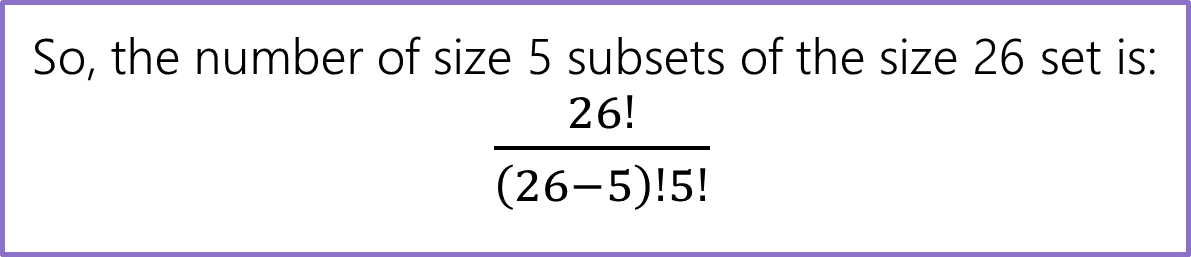 So, the number of size 5 subsets of the size 26 set is:
26!
(26−5)!5!